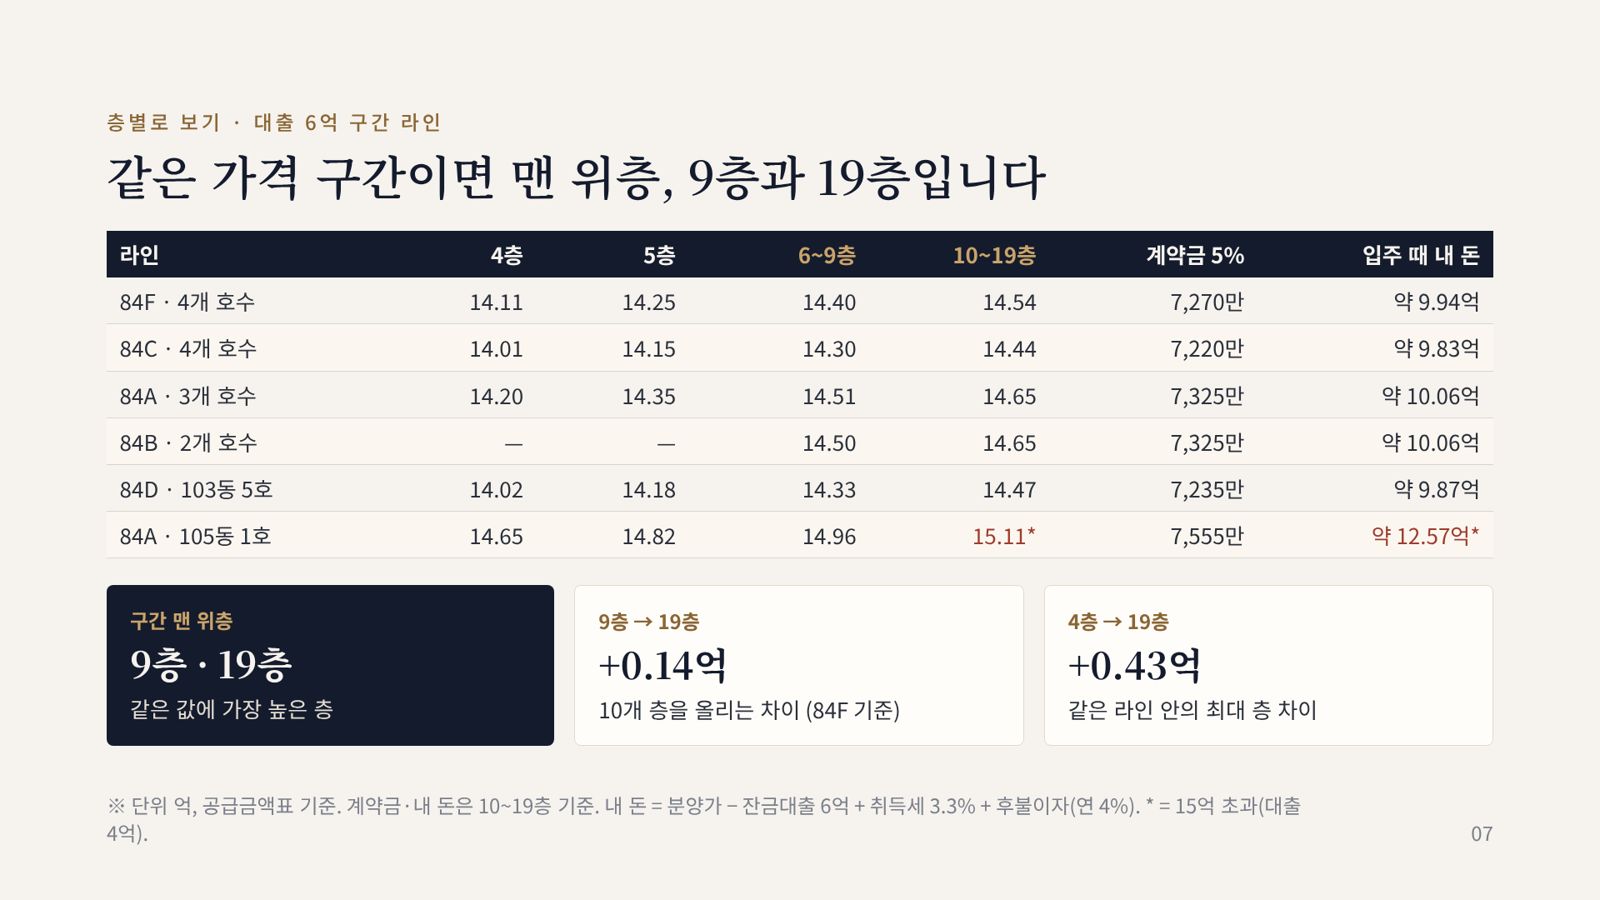 층별로 보기 · 대출 6억 구간 라인
같은 가격 구간이면 맨 위층, 9층과 19층입니다
라인 4층 5층 6~9층 10~19층 계약금 5% 입주 때 내 돈
84F · 4개 호수 14.11 14.25 14.40 14.54 7,270만 약 9.94억
84C · 4개 호수 14.01 14.15 14.30 14.44 7,220만 약 9.83억
84A · 3개 호수 14.20 14.35 14.51 14.65 7,325만 약 10.06억
84B · 2개 호수 — — 14.50 14.65 7,325만 약 10.06억
84D · 103동 5호 14.02 14.18 14.33 14.47 7,235만 약 9.87억
84A · 105동 1호 14.65 14.82 14.96 15.11* 7,555만 약 12.57억*
구간 맨 위층
9층 · 19층
같은 값에 가장 높은 층
9층 → 19층
+0.14억
10개 층을 올리는 차이 (84F 기준)
4층 → 19층
+0.43억
같은 라인 안의 최대 층 차이
※ 단위 억, 공급금액표 기준. 계약금·내 돈은 10~19층 기준. 내 돈 = 분양가 − 잔금대출 6억 + 취득세 3.3% + 후불이자(연 4%). * = 15억 초과(대출
4억).
07